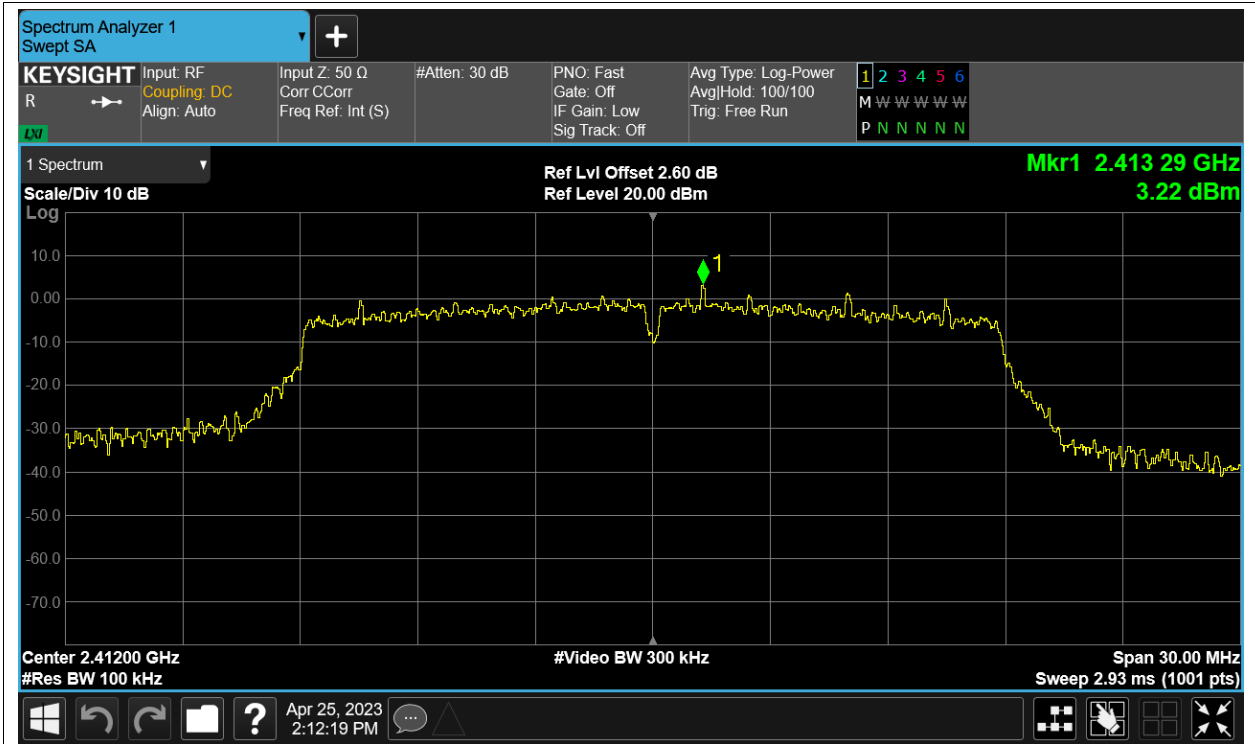 Spectrum Analyzer 1
Swept SA
KEYSIGHT
R
LXI
Input: RF
Coupling: DC
Align: Auto
Input Z: 50 Ω
Corr CCorr
Freq Ref: Int (S)
#Atten: 30 dB
PNO: Fast
Gate: Off
IF Gain: Low
Sig Track: Off
Avg Type: Log-Power
Avg|Hold: 100/100
Trig: Free Run
1 2 3 4 5 6
M W W W W W
P N N N N N
1 Spectrum
Scale/Div 10 dB
Log
Ref Lvl Offset 2.60 dB
Ref Level 20.00 dBm
Mkr1 2.413 29 GHz
3.22 dBm
1
10.0
0.00
-10.0
-20.0
-30.0
-40.0
-50.0
-60.0
-70.0
Center 2.41200 GHz
#Res BW 100 kHz
#Video BW 300 kHz
Span 30.00 MHz
Sweep 2.93 ms (1001 pts)
?
Apr 25, 2023
2:12:19 PM